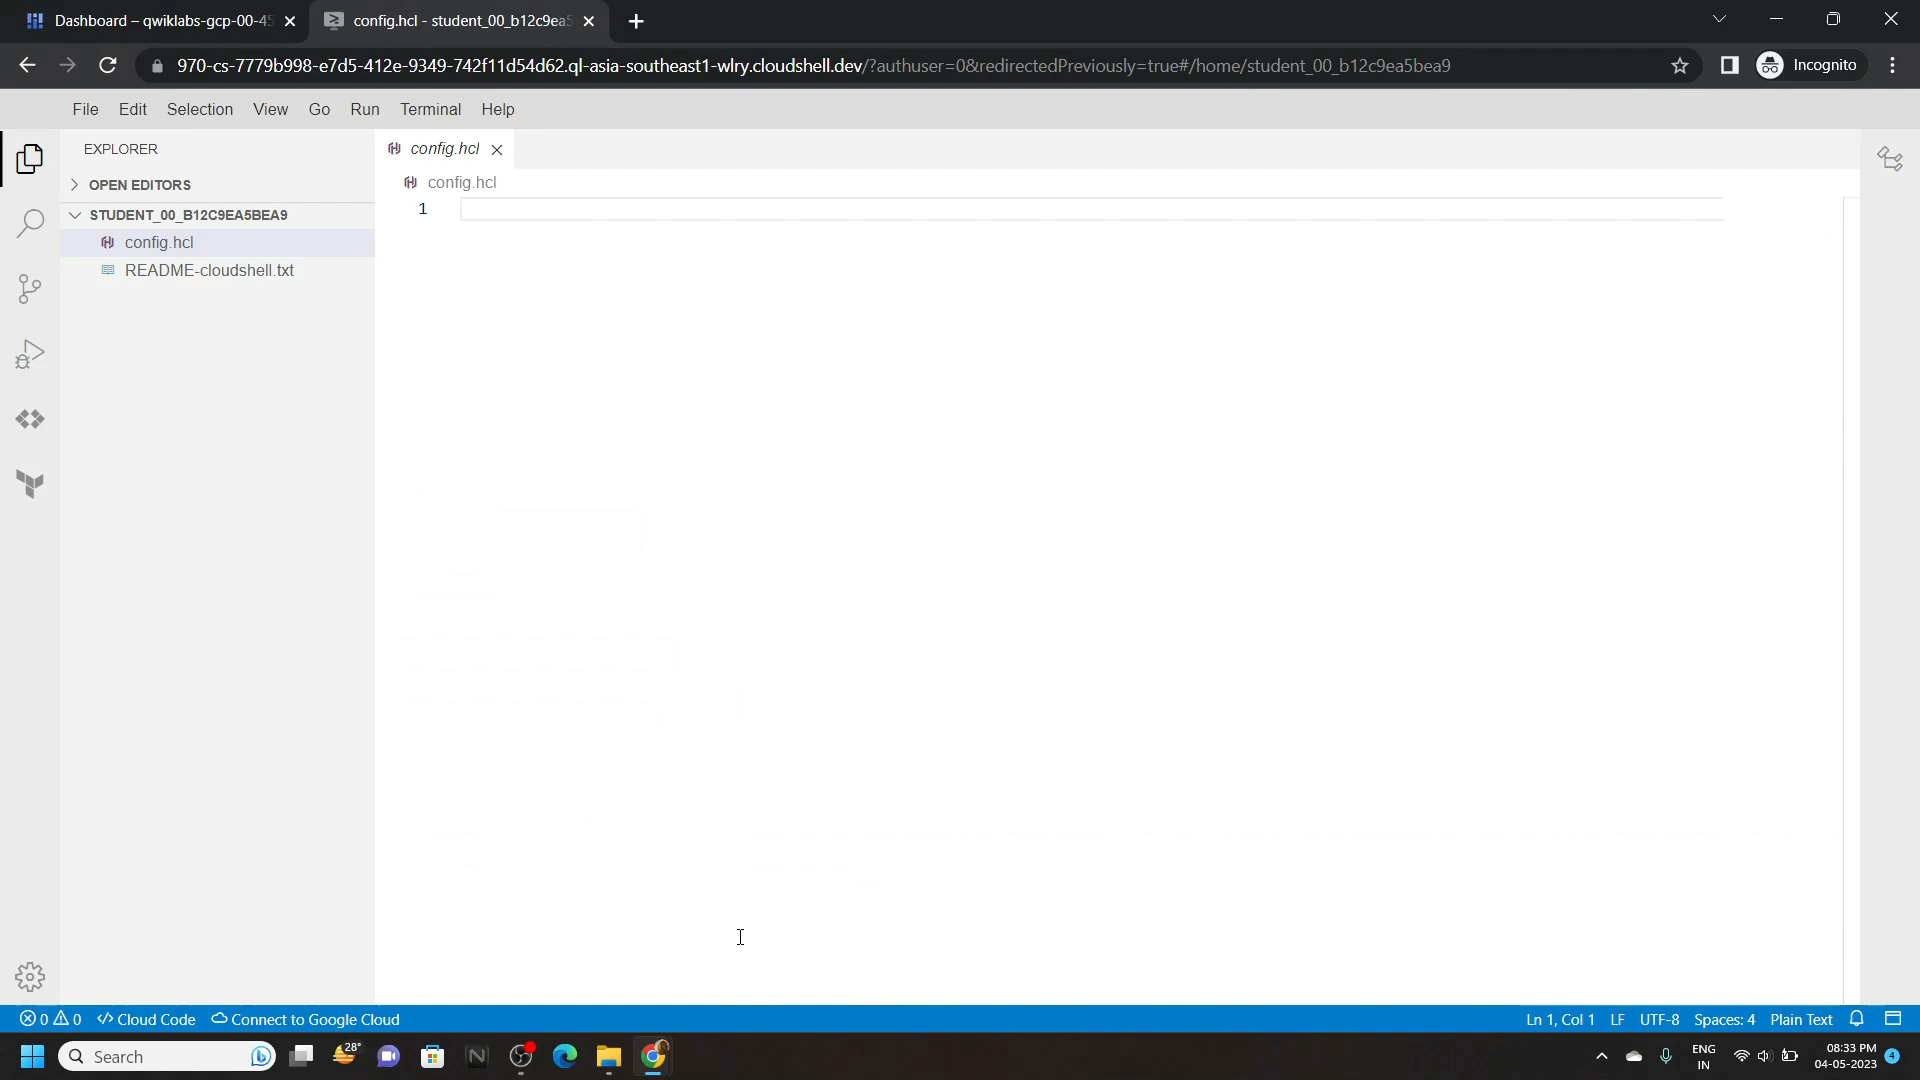 Dashboard – qwiklabs-gcp-00-45
config.hcl - student_00_b12c9ea5
970-cs-7779b998-e7d5-412e-9349-742f11d54d62.ql-asia-southeast1-wlry.cloudshell.dev/?authuser=0&redirectedPreviously=true#/home/student_00_b12c9ea5bea9
Incognito
File Edit Selection View Go Run Terminal Help
EXPLORER
config.hcl
OPEN EDITORS
config.hcl
STUDENT_00_B12C9EA5BEA9
1
config.hcl
README-cloudshell.txt
0 0 Cloud Code Connect to Google Cloud
Ln 1, Col 1 LF UTF-8 Spaces: 4 Plain Text
Search
28°
ENG
IN
08:33 PM
04-05-2023
4